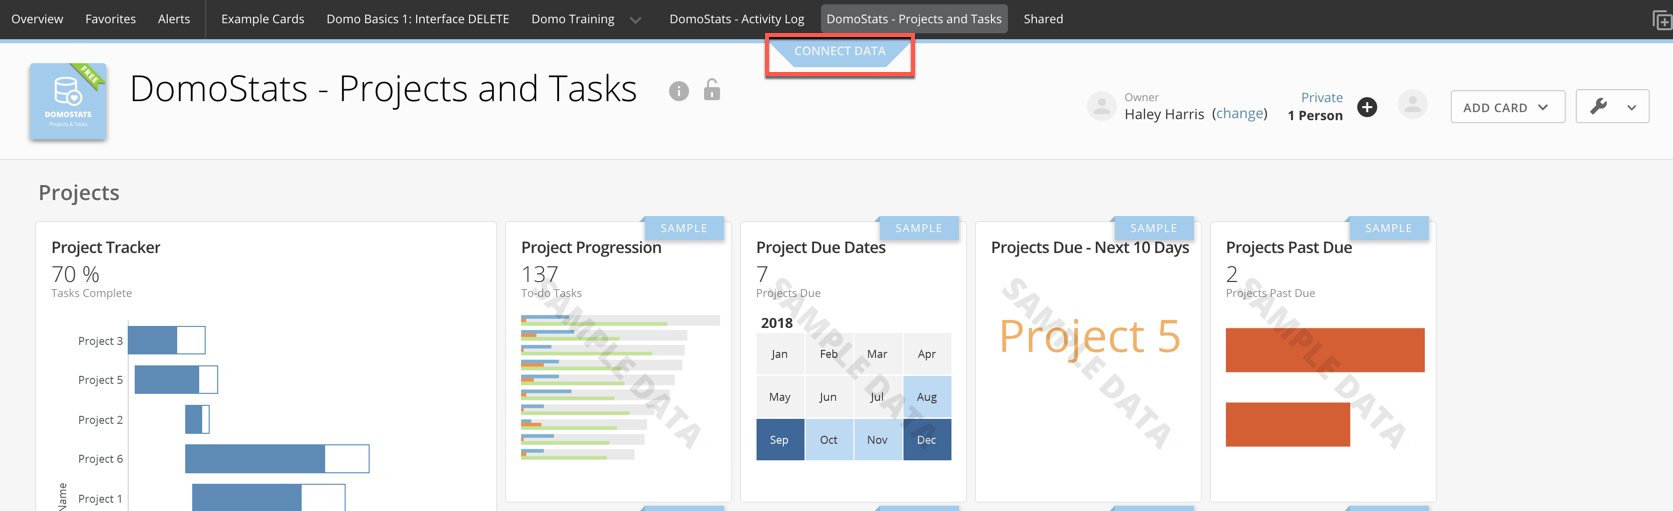 Overview Favorites Alerts Example Cards Domo Basics 1: Interface DELETE Domo Training DomoStats - Activity Log DomoStats - Projects and Tasks Shared
CONNECT DATA
FREE
DOMOSTATS
Projects & Tasks
DomoStats - Projects and Tasks
Owner
Haley Harris (change)
Private
1 Person
ADD CARD
Projects
Project Tracker
70 %
Tasks Complete
Project 3
Project 5
Project 2
Project 6
Project 1
Name
SAMPLE
Project Progression
137
To-do Tasks
SAMPLE DATA
SAMPLE
Project Due Dates
7
Projects Due
2018
Jan Feb Mar Apr
May Jun Jul Aug
Sep Oct Nov Dec
SAMPLE DATA
SAMPLE
Projects Due - Next 10 Days
Project 5
SAMPLE DATA
SAMPLE
Projects Past Due
2
Projects Past Due
SAMPLE DATA